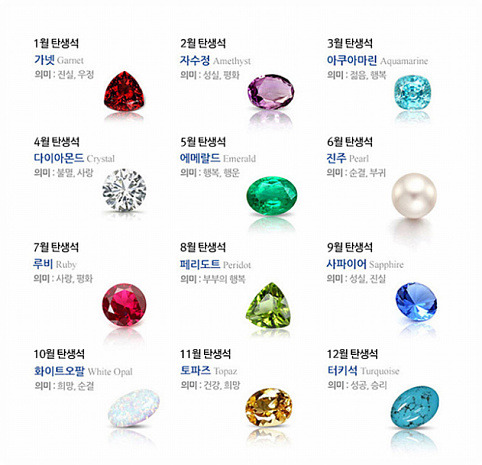 1월 탄생석
가넷 Garnet
의미 : 진실, 우정
2월 탄생석
자수정 Amethyst
의미 : 성실, 평화
3월 탄생석
아쿠아마린 Aquamarine
의미 : 젊음, 행복
4월 탄생석
다이아몬드 Crystal
의미 : 불멸, 사랑
5월 탄생석
에메랄드 Emerald
의미 : 행복, 행운
6월 탄생석
진주 Pearl
의미 : 순결, 부귀
7월 탄생석
루비 Ruby
의미 : 사랑, 평화
8월 탄생석
페리도트 Peridot
의미 : 부부의 행복
9월 탄생석
사파이어 Sapphire
의미 : 성실, 진실
10월 탄생석
화이트오팔 White Opal
의미 : 희망, 순결
11월 탄생석
토파즈 Topaz
의미 : 건강, 희망
12월 탄생석
터키석 Turquoise
의미 : 성공, 승리